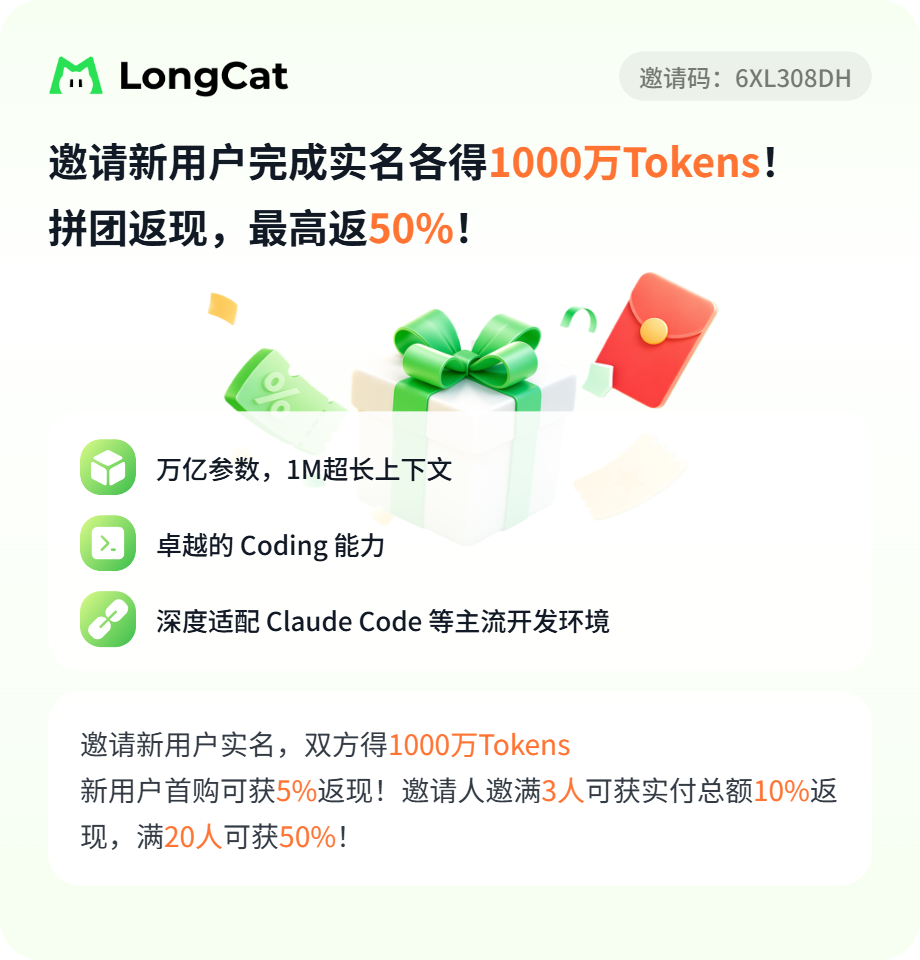 LongCat
邀请码：6XL308DH
邀请新用户完成实名各得1000万Tokens！
拼团返现，最高返50%！
%
万亿参数，1M超长上下文
卓越的 Coding 能力
深度适配 Claude Code 等主流开发环境
邀请新用户实名，双方得1000万Tokens
新用户首购可获5%返现！邀请人邀满3人可获实付总额10%返
现，满20人可获50%！